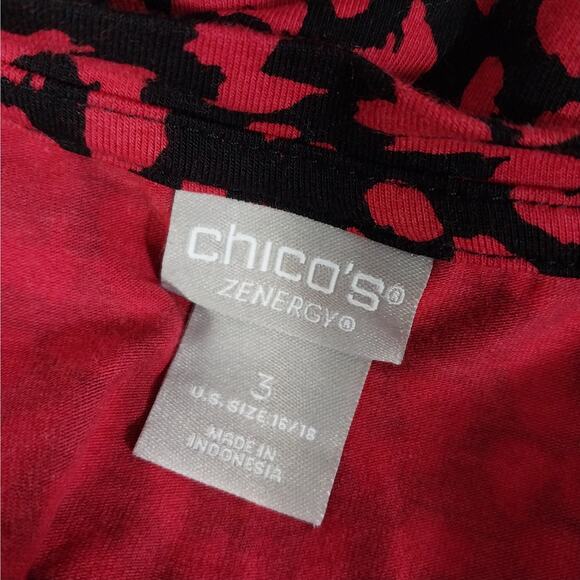 chico's®
ZENERGY®
3
U.S. SIZE 16/18
MADE IN
INDONESIA